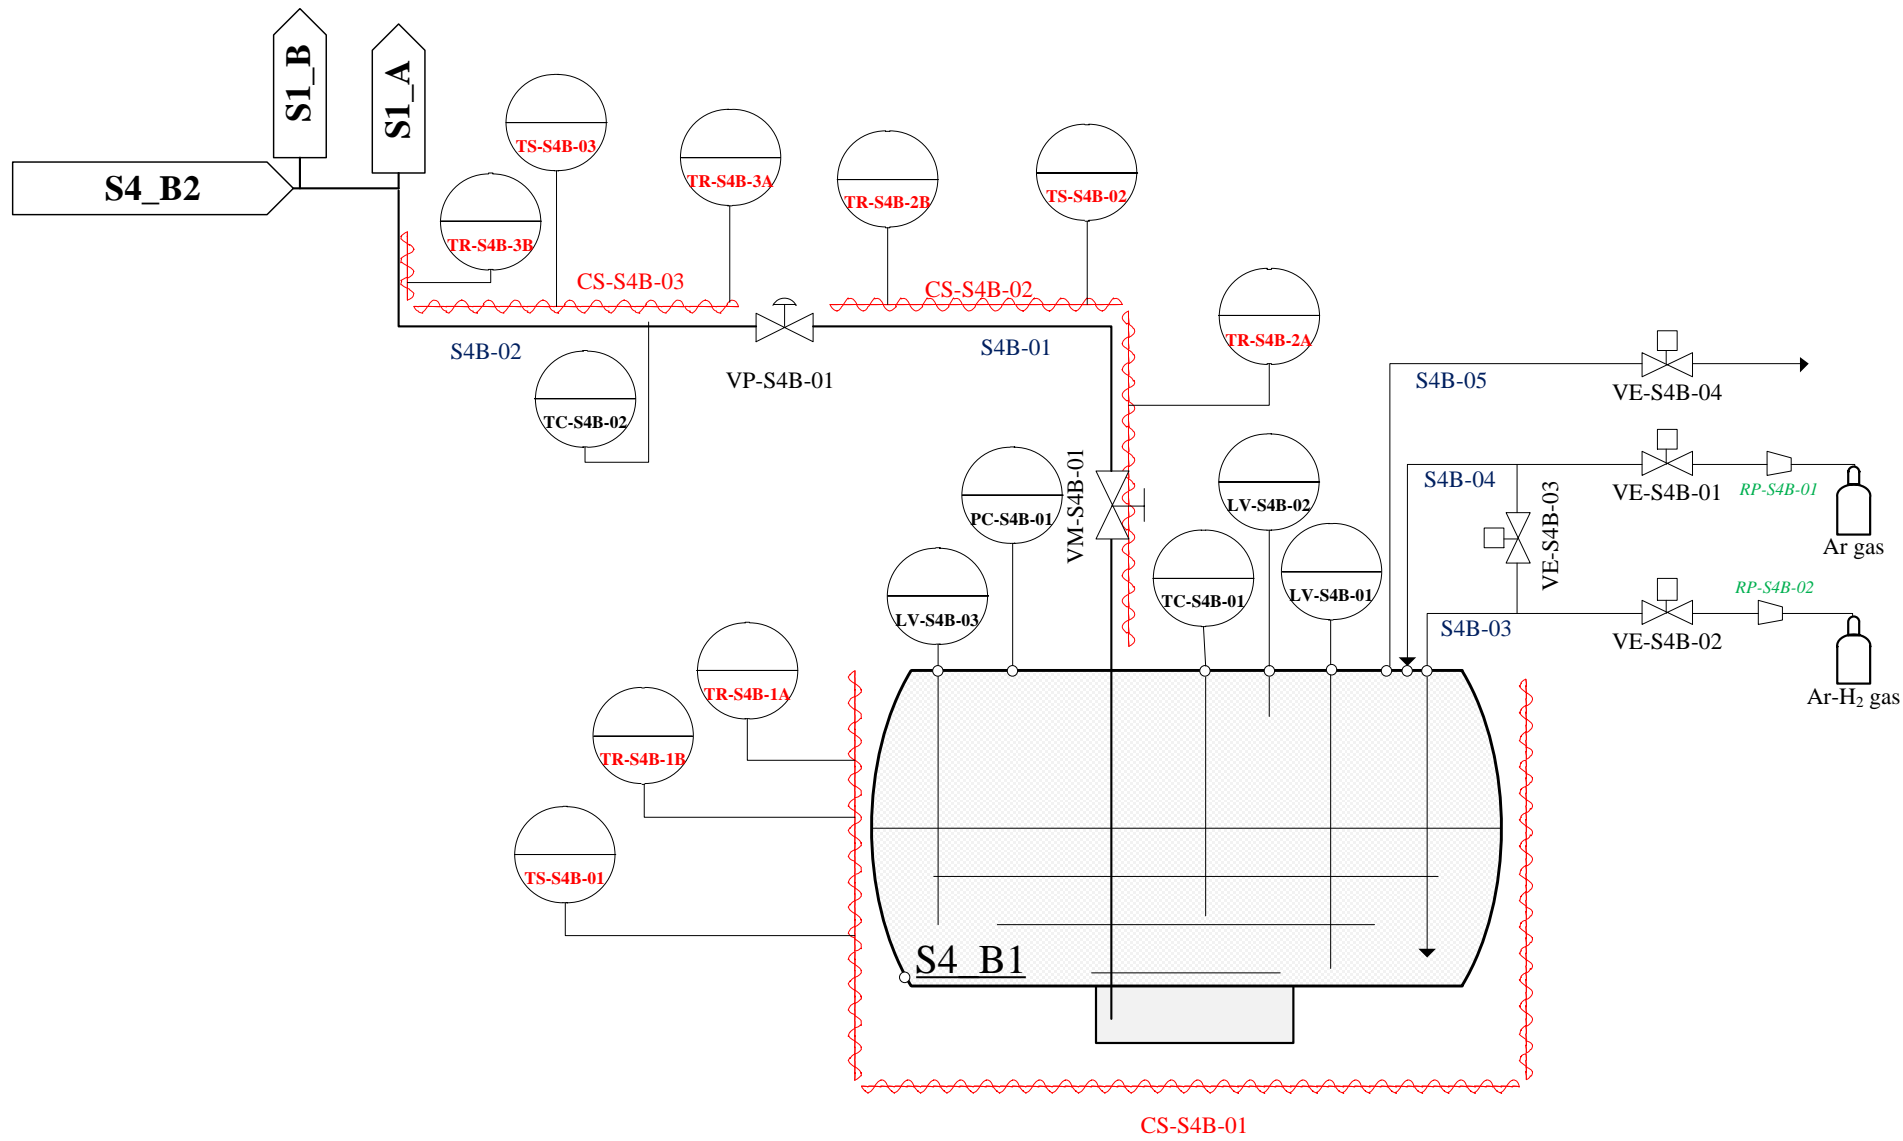 S1_B
S1_A
S4_B2
TS-S4B-03
TR-S4B-3A
TR-S4B-2B
TS-S4B-02
TR-S4B-3B
CS-S4B-03
CS-S4B-02
TR-S4B-2A
S4B-02
VP-S4B-01
S4B-01
S4B-05
VE-S4B-04
TC-S4B-02
PC-S4B-01
VM-S4B-01
LV-S4B-02
S4B-04
VE-S4B-01
RP-S4B-01
Ar gas
VE-S4B-03
LV-S4B-03
TC-S4B-01
LV-S4B-01
S4B-03
VE-S4B-02
RP-S4B-02
Ar-H₂ gas
TR-S4B-1A
TR-S4B-1B
TS-S4B-01
S4_B1
CS-S4B-01